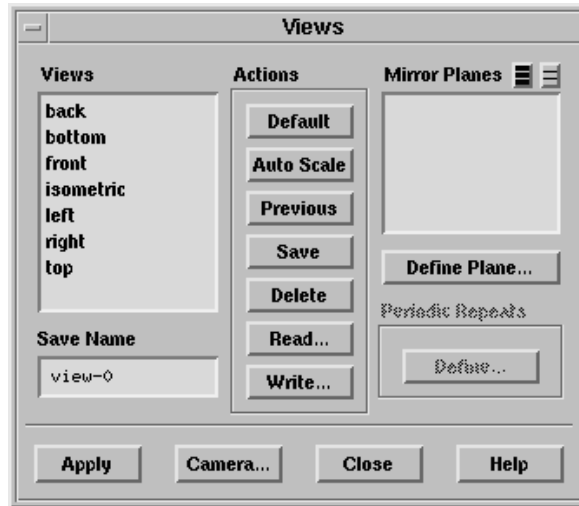 Views
Views
back
bottom
front
isometric
left
right
top
Save Name
view-0
Actions
Default
Auto Scale
Previous
Save
Delete
Read...
Write...
Mirror Planes
Define Plane...
Periodic Repeats
Define...
Apply
Camera...
Close
Help